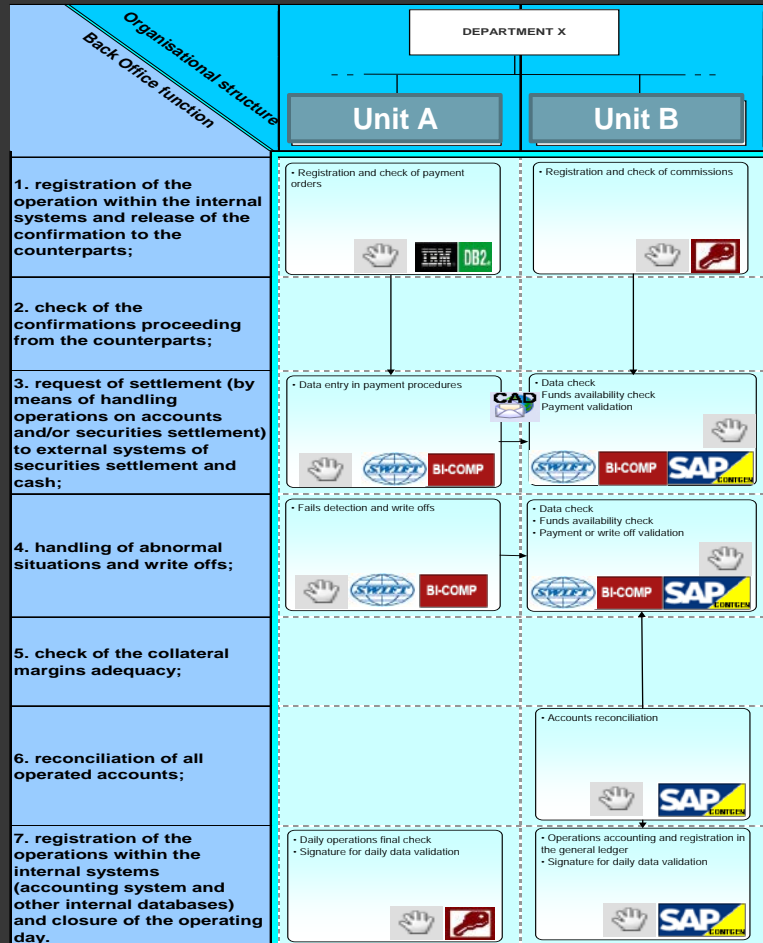 Organisational structure
Back Office function
DEPARTMENT X
Unit A
Unit B
1. registration of the
operation within the internal
systems and release of the
confirmation to the
counterparts;
• Registration and check of payment
orders
IBM DB2.
• Registration and check of commissions
2. check of the
confirmations proceeding
from the counterparts;
3. request of settlement (by
means of handling
operations on accounts
and/or securities settlement)
to external systems of
securities settlement and
cash;
• Data entry in payment procedures
SWIFT BI-COMP
CAD
• Data check
Funds availability check
Payment validation
SWIFT BI-COMP SAP CONTGEN
4. handling of abnormal
situations and write offs;
• Fails detection and write offs
SWIFT BI-COMP
• Data check
• Funds availability check
• Payment or write off validation
SWIFT BI-COMP SAP CONTGEN
5. check of the collateral
margins adequacy;
6. reconciliation of all
operated accounts;
• Accounts reconciliation
SAP CONTGEN
7. registration of the
operations within the
internal systems
(accounting system and
other internal databases)
and closure of the operating
day.
• Daily operations final check
• Signature for daily data validation
• Operations accounting and registration in
the general ledger
• Signature for daily data validation
SAP CONTGEN